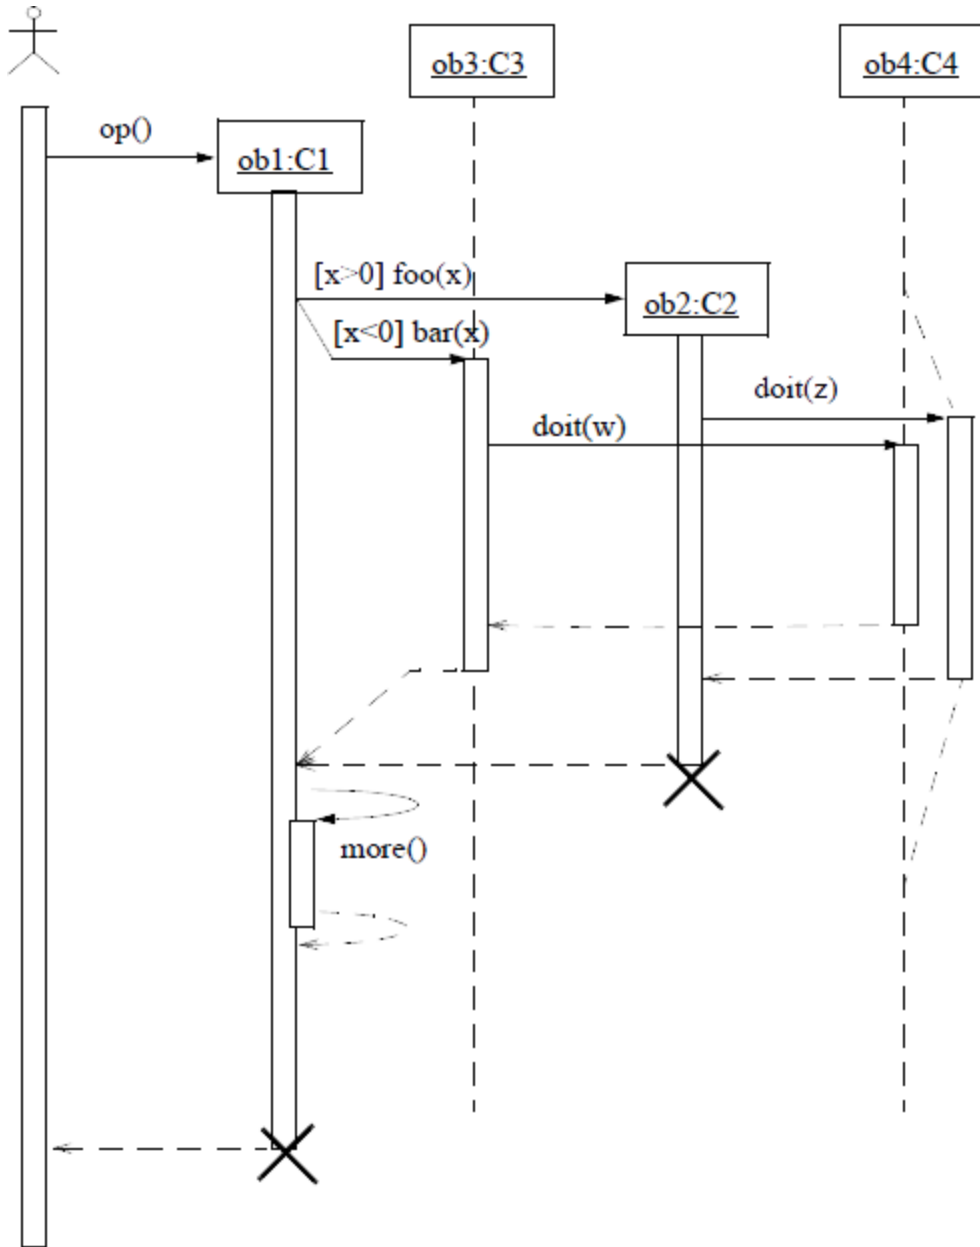 ob3:C3
ob4:C4
op()
ob1:C1
[x>0] foo(x)
ob2:C2
[x<0] bar(x)
doit(z)
doit(w)
more()